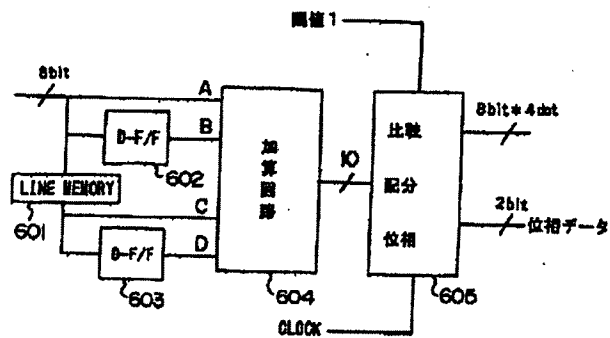 閾値1
8bit
A
B
C
D
D-F/F
602
LINE MEMORY
601
D-F/F
603
加算回路
604
10
比較
配分
位相
605
8bit*4dot
2bit
位相データ
CLOCK